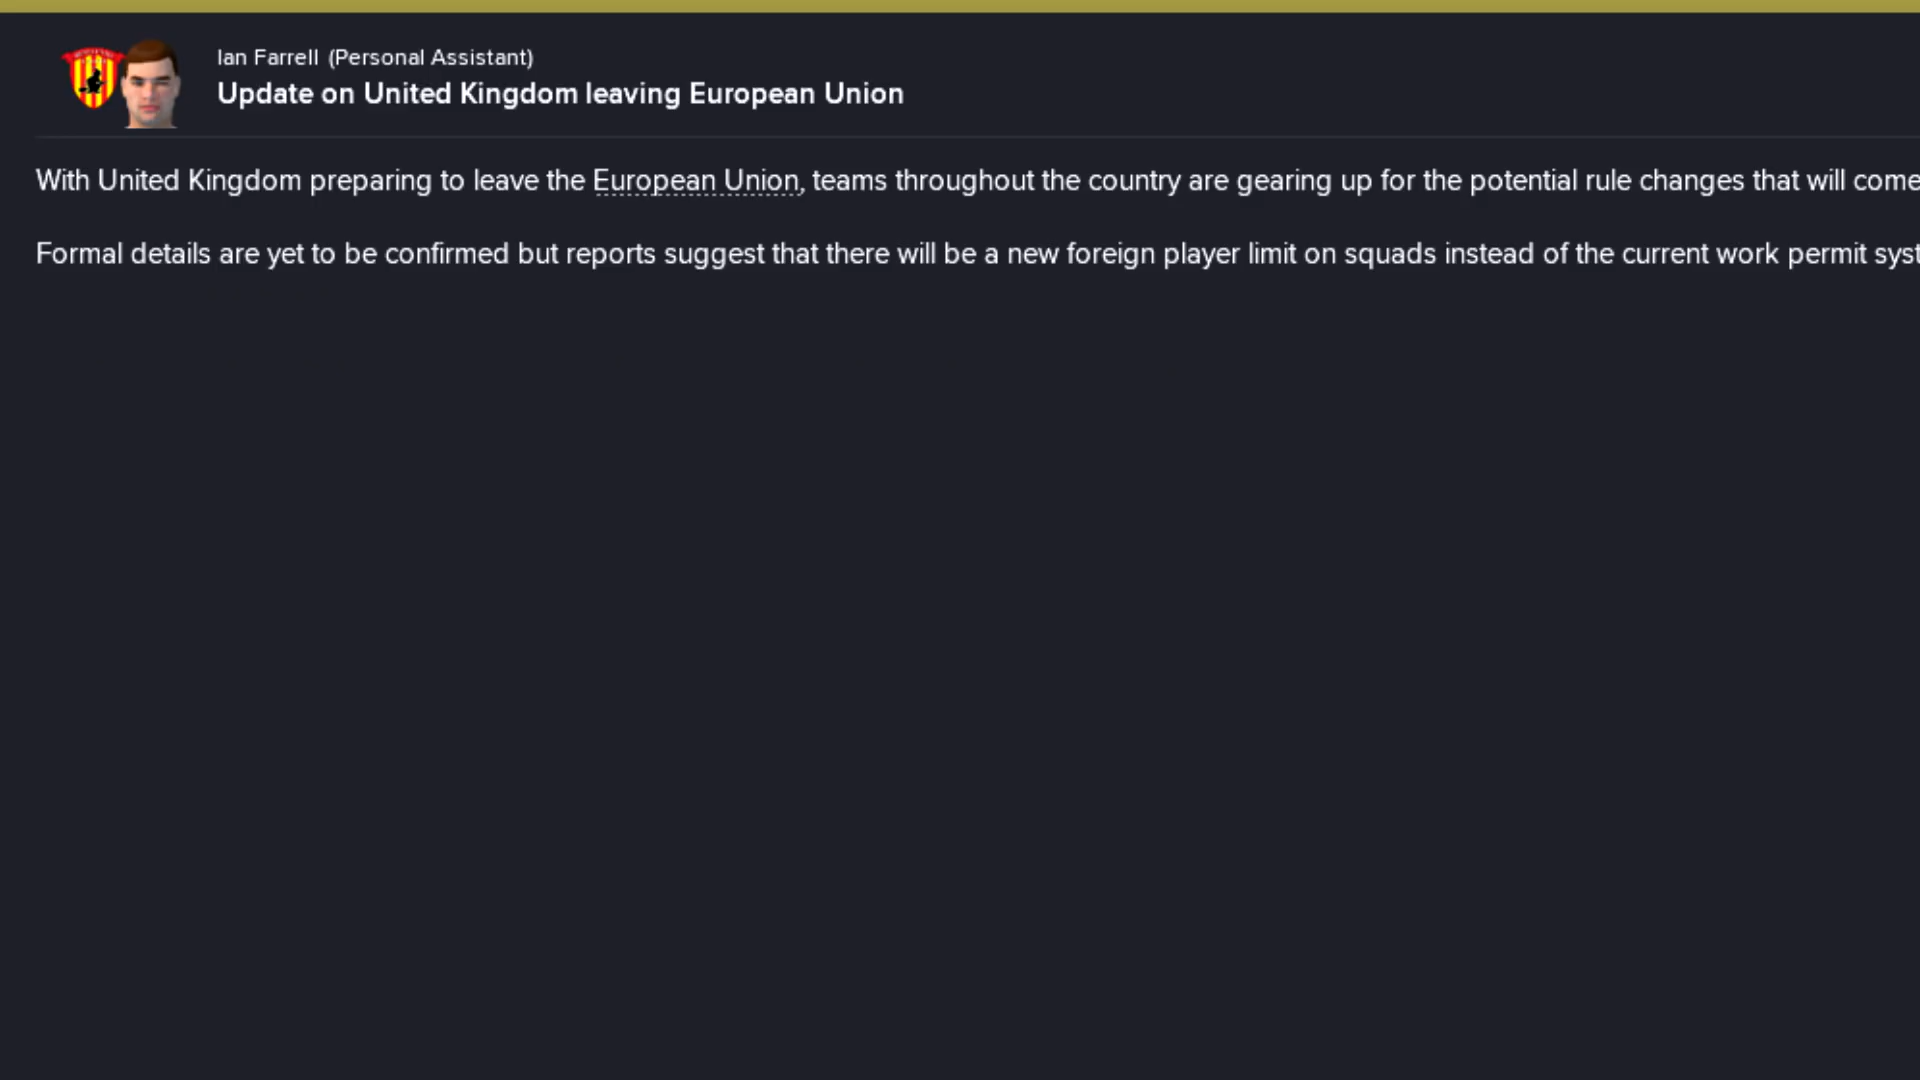 Ian Farrell (Personal Assistant)
Update on United Kingdom leaving European Union
With United Kingdom preparing to leave the European Union, teams throughout the country are gearing up for the potential rule changes that will come
Formal details are yet to be confirmed but reports suggest that there will be a new foreign player limit on squads instead of the current work permit syst